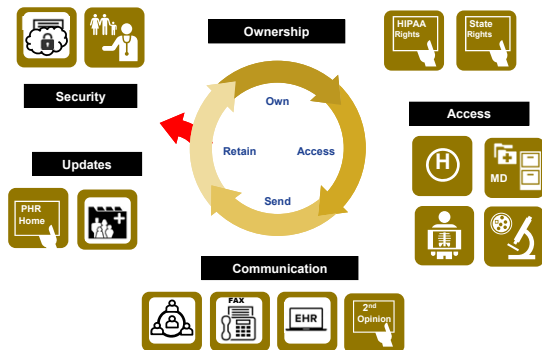 Ownership
HIPAA
Rights
State
Rights
Security
Own
Access
Updates
Retain
Access
H
MD
PHR
Home
Send
Communication
FAX
EHR
2nd
Opinion